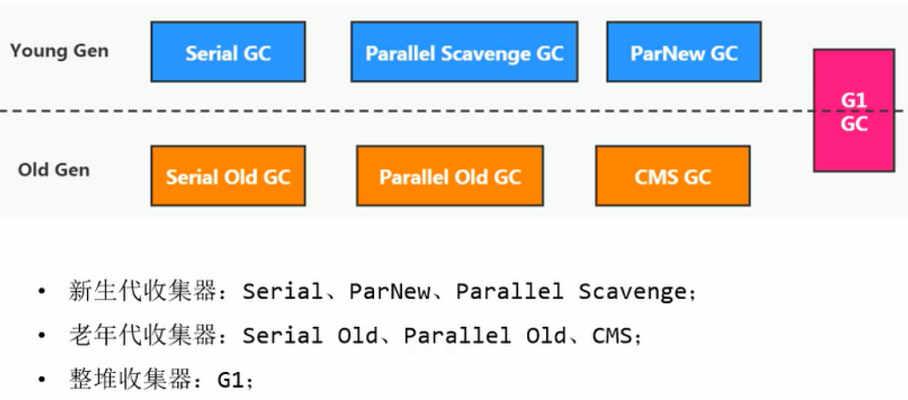 Young Gen
Serial GC
Parallel Scavenge GC
ParNew GC
G1
GC
Old Gen
Serial Old GC
Parallel Old GC
CMS GC
• 新生代收集器：Serial、ParNew、Parallel Scavenge；
• 老年代收集器：Serial Old、Parallel Old、CMS；
• 整堆收集器：G1；